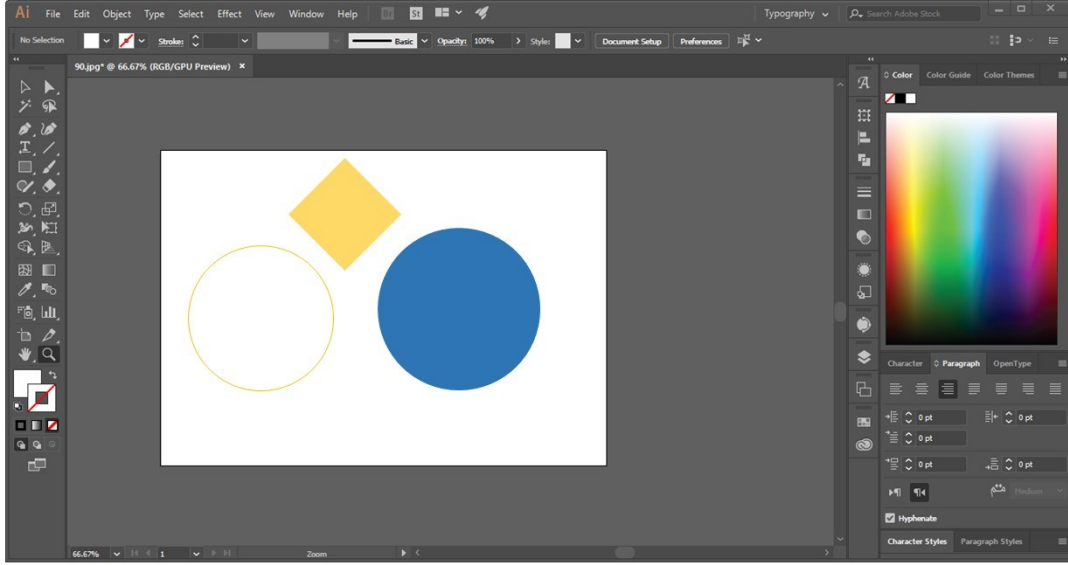 Ai File Edit Object Type Select Effect View Window Help Br St Typography Search Adobe Stock
No Selection Stroke: Basic Opacity: 100% Style: Document Setup Preferences
90.jpg* @ 66.67% (RGB/GPU Preview) ×
Color Color Guide Color Themes
Character Paragraph OpenType
0 pt 0 pt
0 pt
0 pt 0 pt
Medium
Hyphenate
Character Styles Paragraph Styles
66.67% 1 Zoom